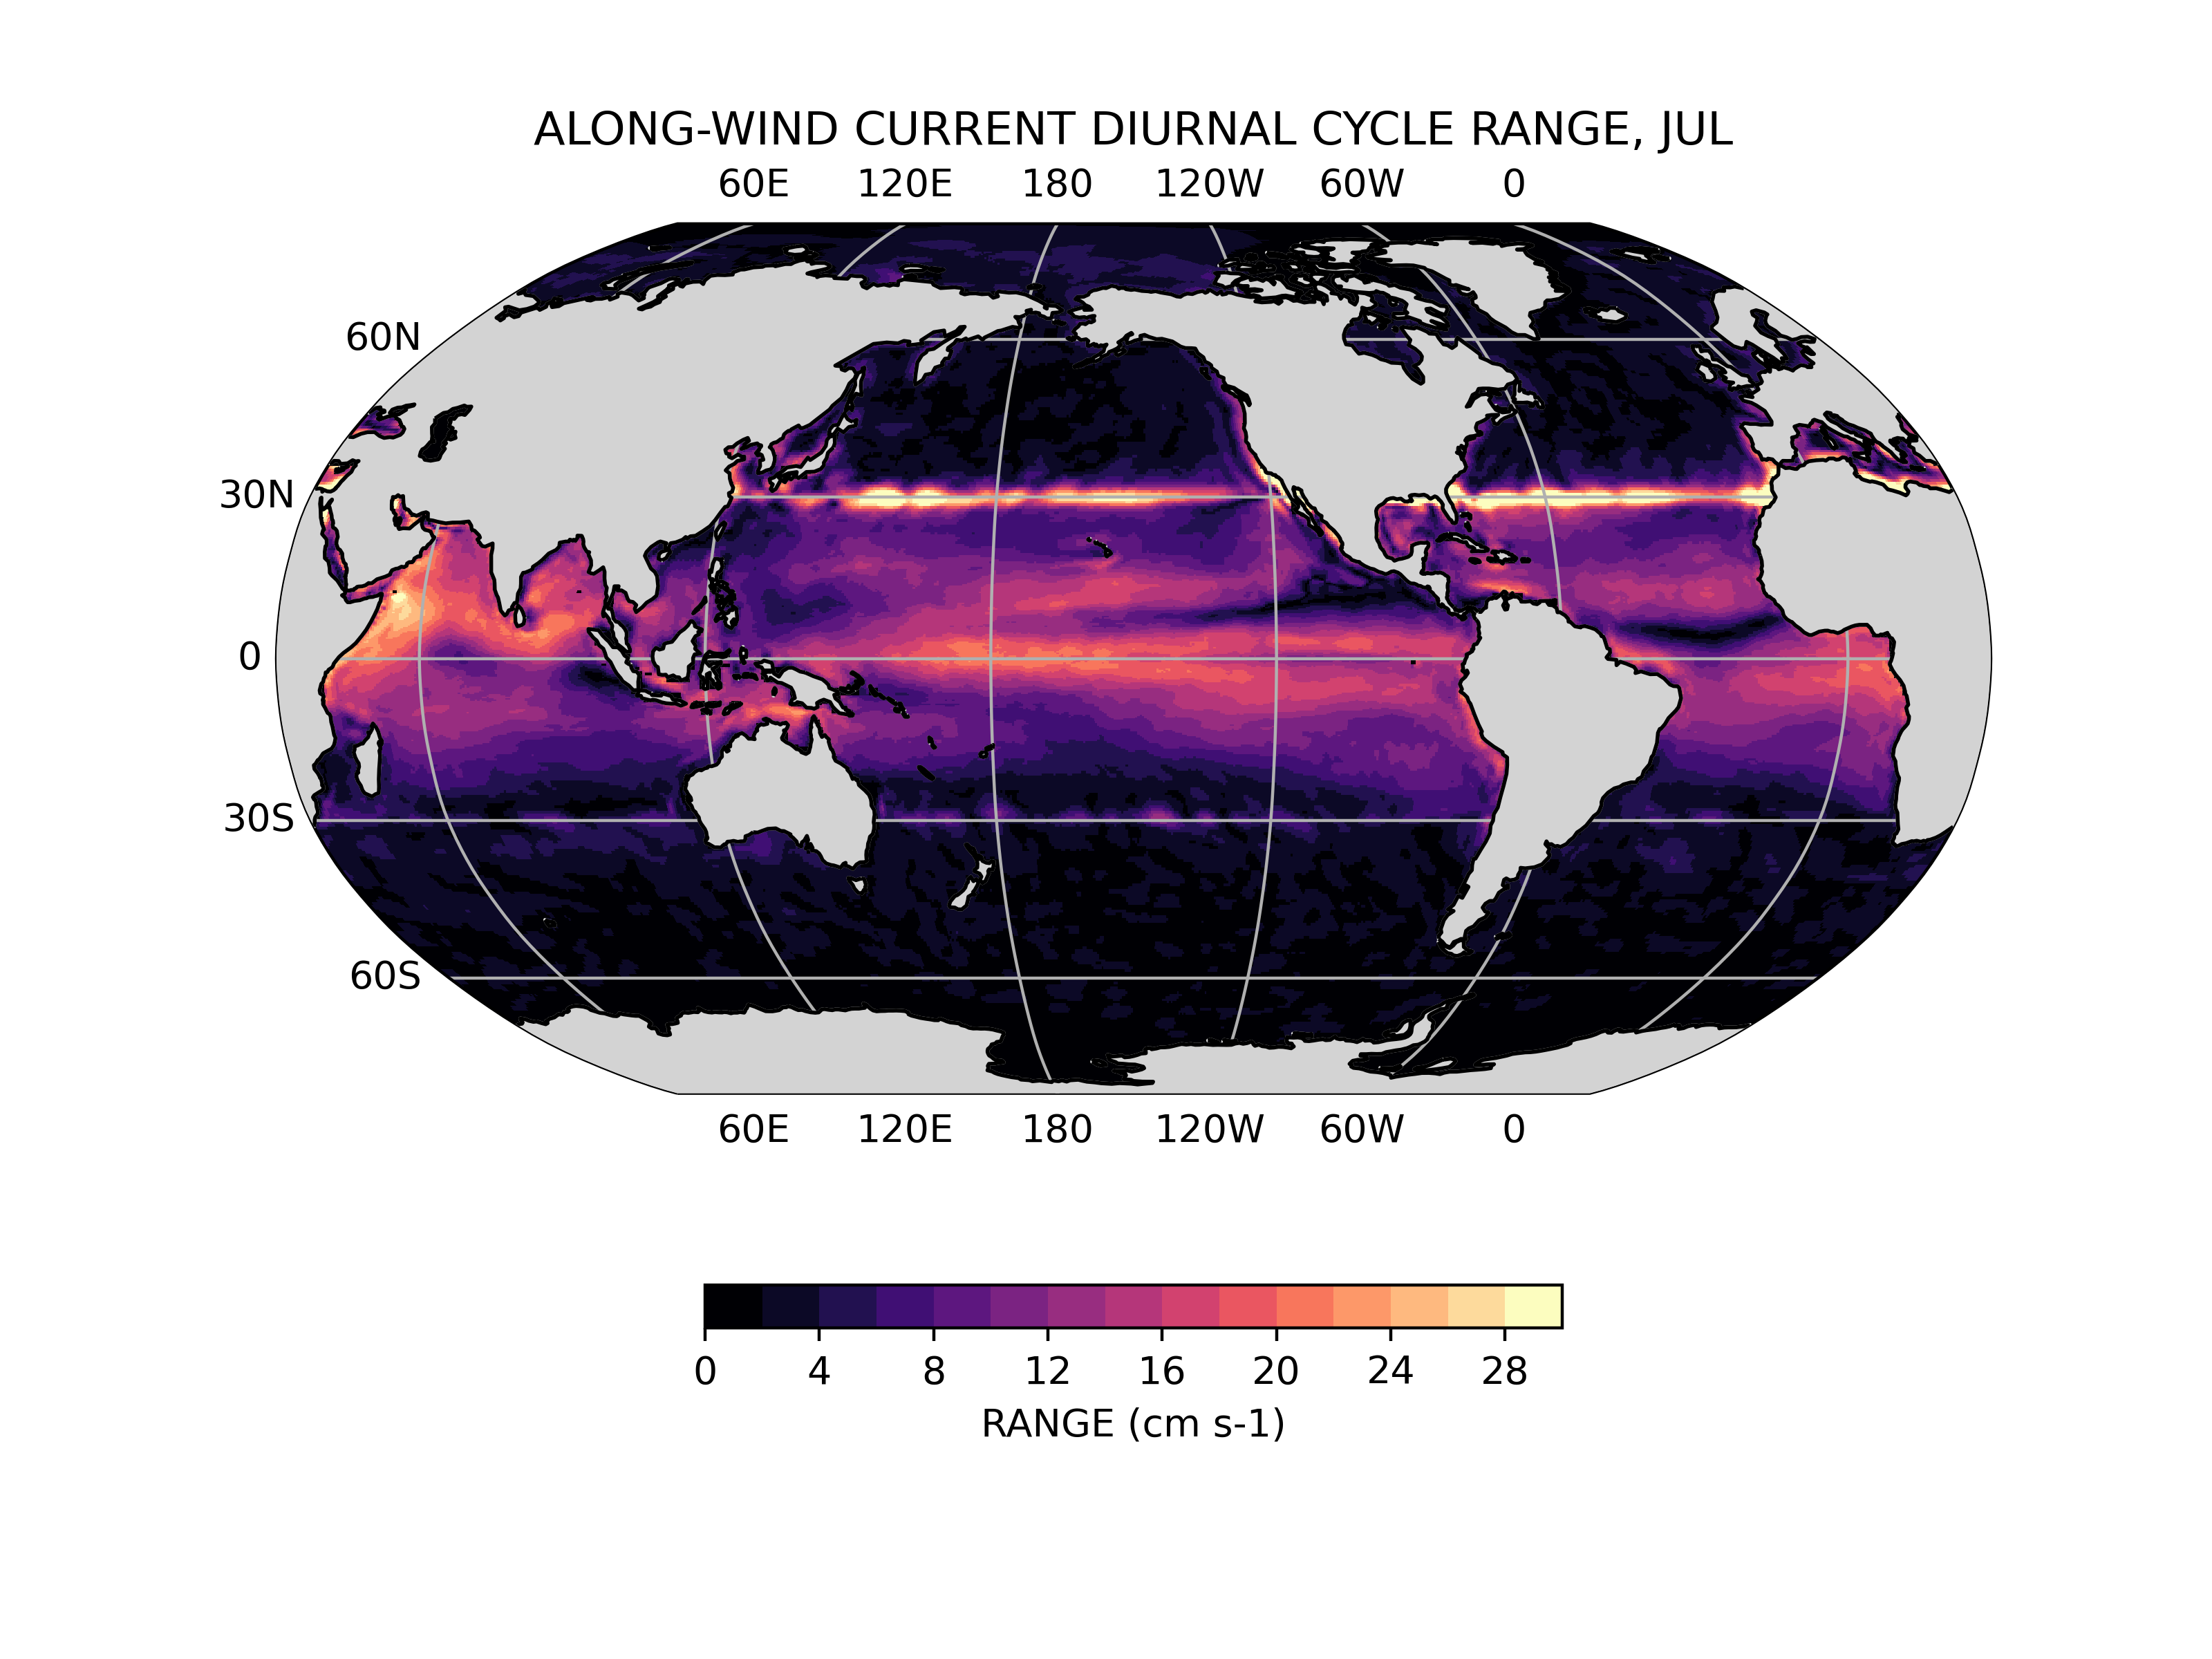 ALONG-WIND CURRENT DIURNAL CYCLE RANGE, JUL
60E 120E 180 120W 60W 0
60N
30N
0
30S
60S
60E 120E 180 120W 60W 0
0 4 8 12 16 20 24 28
RANGE (cm s-1)